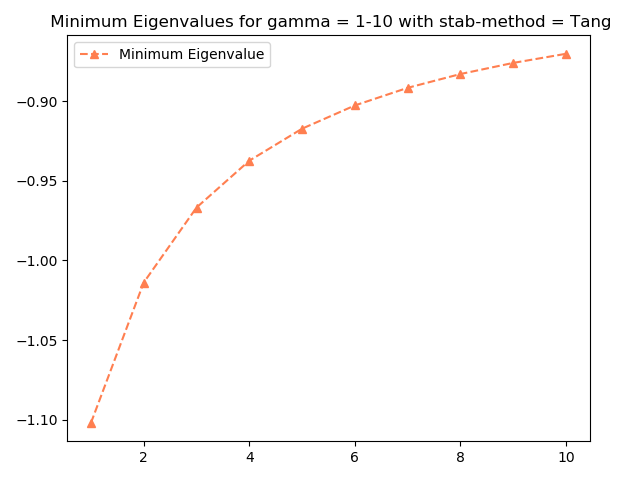 Minimum Eigenvalues for gamma = 1-10 with stab-method = Tang
Minimum Eigenvalue
−0.90
−0.95
−1.00
−1.05
−1.10
2 4 6 8 10